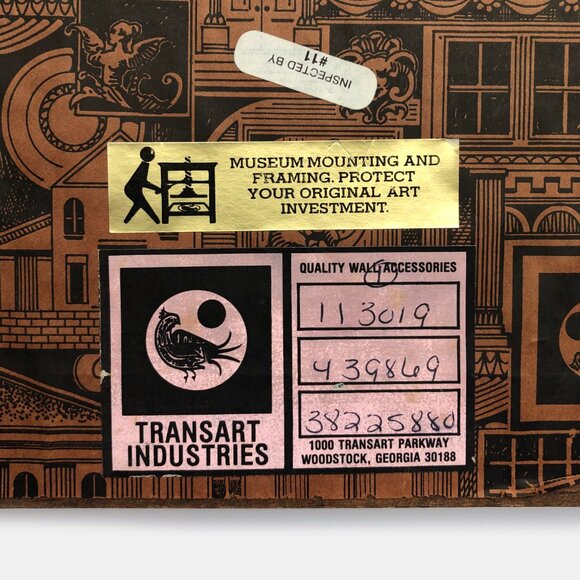 INSPECTED BY
#11
MUSEUM MOUNTING AND
FRAMING. PROTECT
YOUR ORIGINAL ART
INVESTMENT.
TRANSART
INDUSTRIES
QUALITY WALL ACCESSORIES
1
113019
439869
38225880
1000 TRANSART PARKWAY
WOODSTOCK, GEORGIA 30188